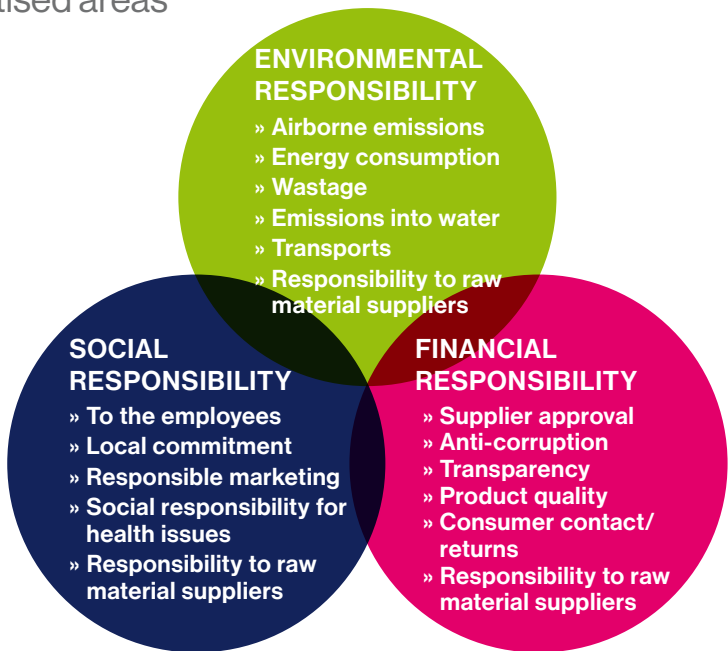 areas
ENVIRONMENTAL
RESPONSIBILITY
» Airborne emissions
» Energy consumption
» Wastage
» Emissions into water
» Transports
» Responsibility to raw
material suppliers
SOCIAL
RESPONSIBILITY
» To the employees
» Local commitment
» Responsible marketing
» Social responsibility for
health issues
» Responsibility to raw
material suppliers
FINANCIAL
RESPONSIBILITY
» Supplier approval
» Anti-corruption
» Transparency
» Product quality
» Consumer contact/
returns
» Responsibility to raw
material suppliers